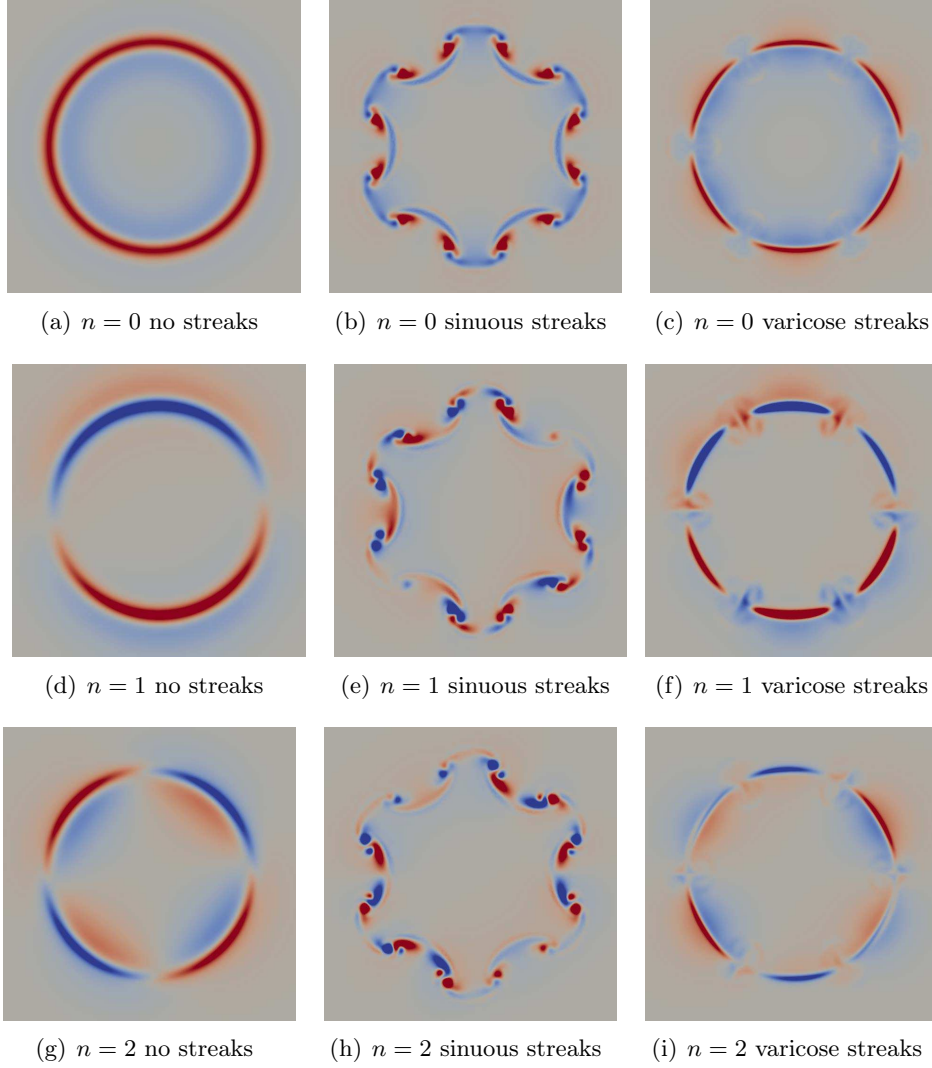 (a) n = 0 no streaks
(b) n = 0 sinuous streaks
(c) n = 0 varicose streaks
(d) n = 1 no streaks
(e) n = 1 sinuous streaks
(f) n = 1 varicose streaks
(g) n = 2 no streaks
(h) n = 2 sinuous streaks
(i) n = 2 varicose streaks